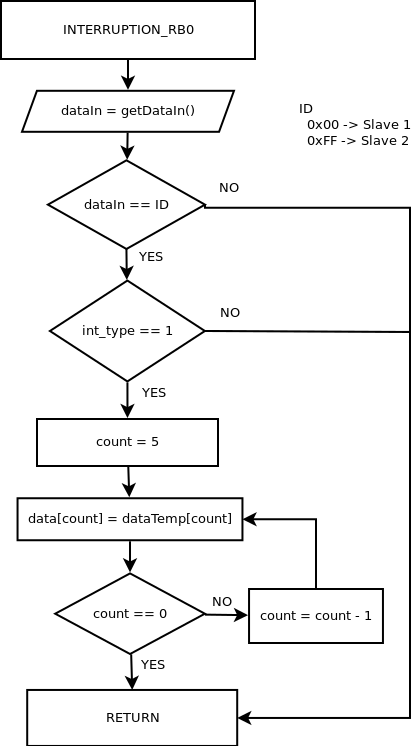 INTERRUPTION_RB0
dataIn = getDataIn()
ID
0x00 -> Slave 1
0xFF -> Slave 2
NO
dataIn == ID
YES
NO
int_type == 1
YES
count = 5
data[count] = dataTemp[count]
NO
count == 0
count = count - 1
YES
RETURN